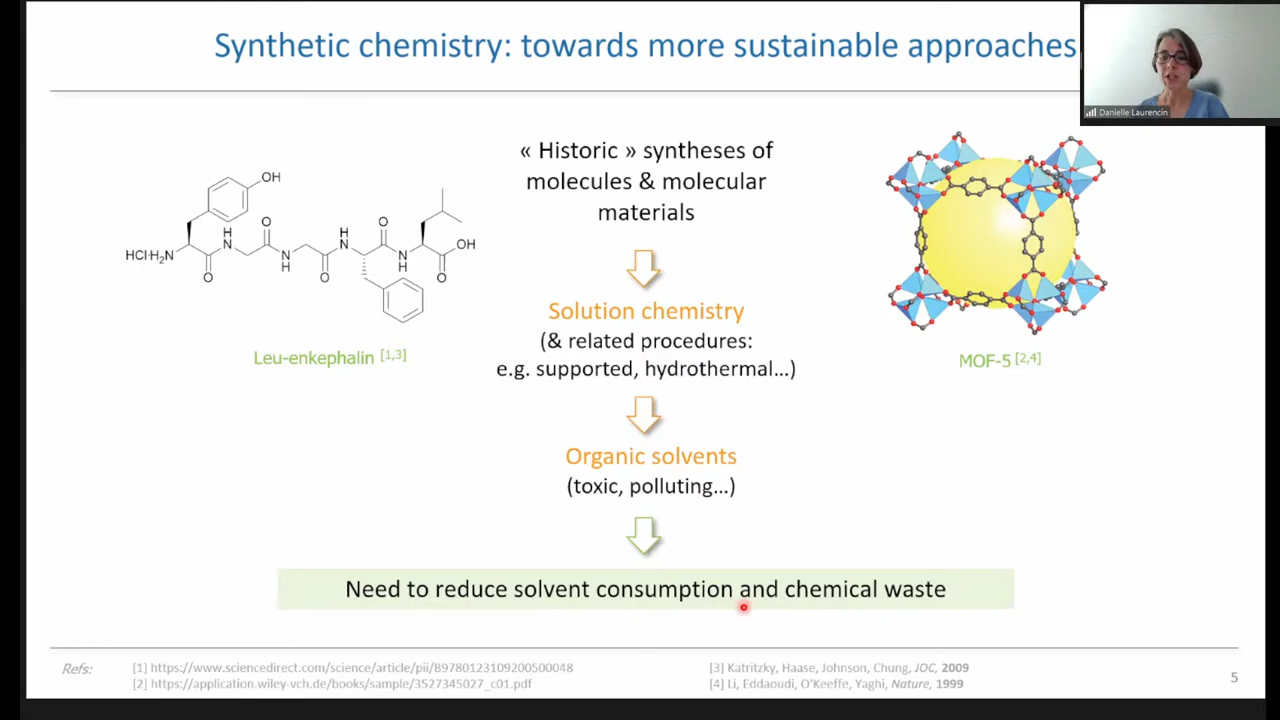 Synthetic chemistry: towards more sustainable approaches
Danielle Laurencin
« Historic » syntheses of
molecules & molecular
materials
OH
HCl·H₂N
O
H
N
O
N
H
O
H
N
O
N
H
OH
O
Leu-enkephalin [1,3]
Solution chemistry
(& related procedures:
e.g. supported, hydrothermal...)
MOF-5 [2,4]
Organic solvents
(toxic, polluting...)
Need to reduce solvent consumption and chemical waste
Refs:
[1] https://www.sciencedirect.com/science/article/pii/B9780123109200500048
[2] https://application.wiley-vch.de/books/sample/3527345027_c01.pdf
[3] Katritzky, Haase, Johnson, Chung, JOC, 2009
[4] Li, Eddaoudi, O'Keeffe, Yaghi, Nature, 1999
5